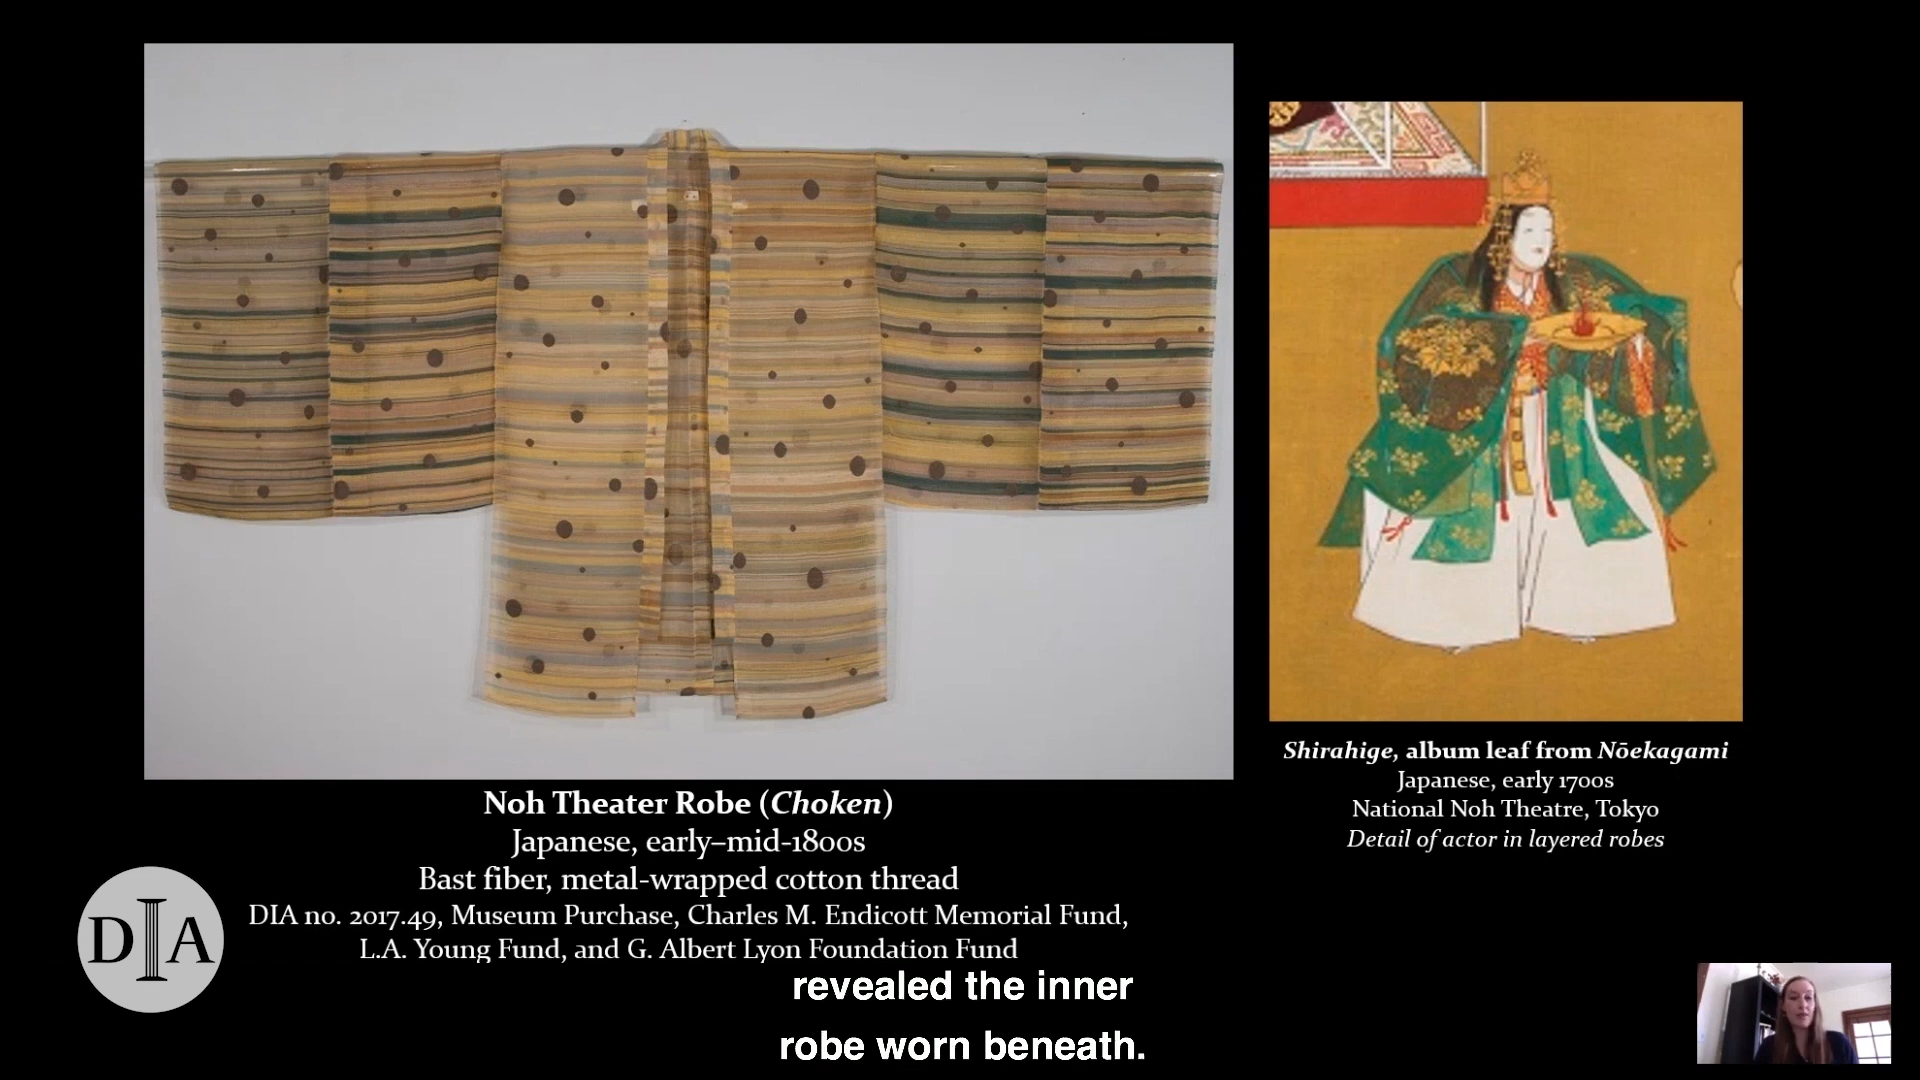 Noh Theater Robe (Choken)
Japanese, early–mid-1800s
Bast fiber, metal-wrapped cotton thread
DIA no. 2017.49, Museum Purchase, Charles M. Endicott Memorial Fund,
L.A. Young Fund, and G. Albert Lyon Foundation Fund
Shirahige, album leaf from Nōekagami
Japanese, early 1700s
National Noh Theatre, Tokyo
Detail of actor in layered robes
DIA
revealed the inner
robe worn beneath.